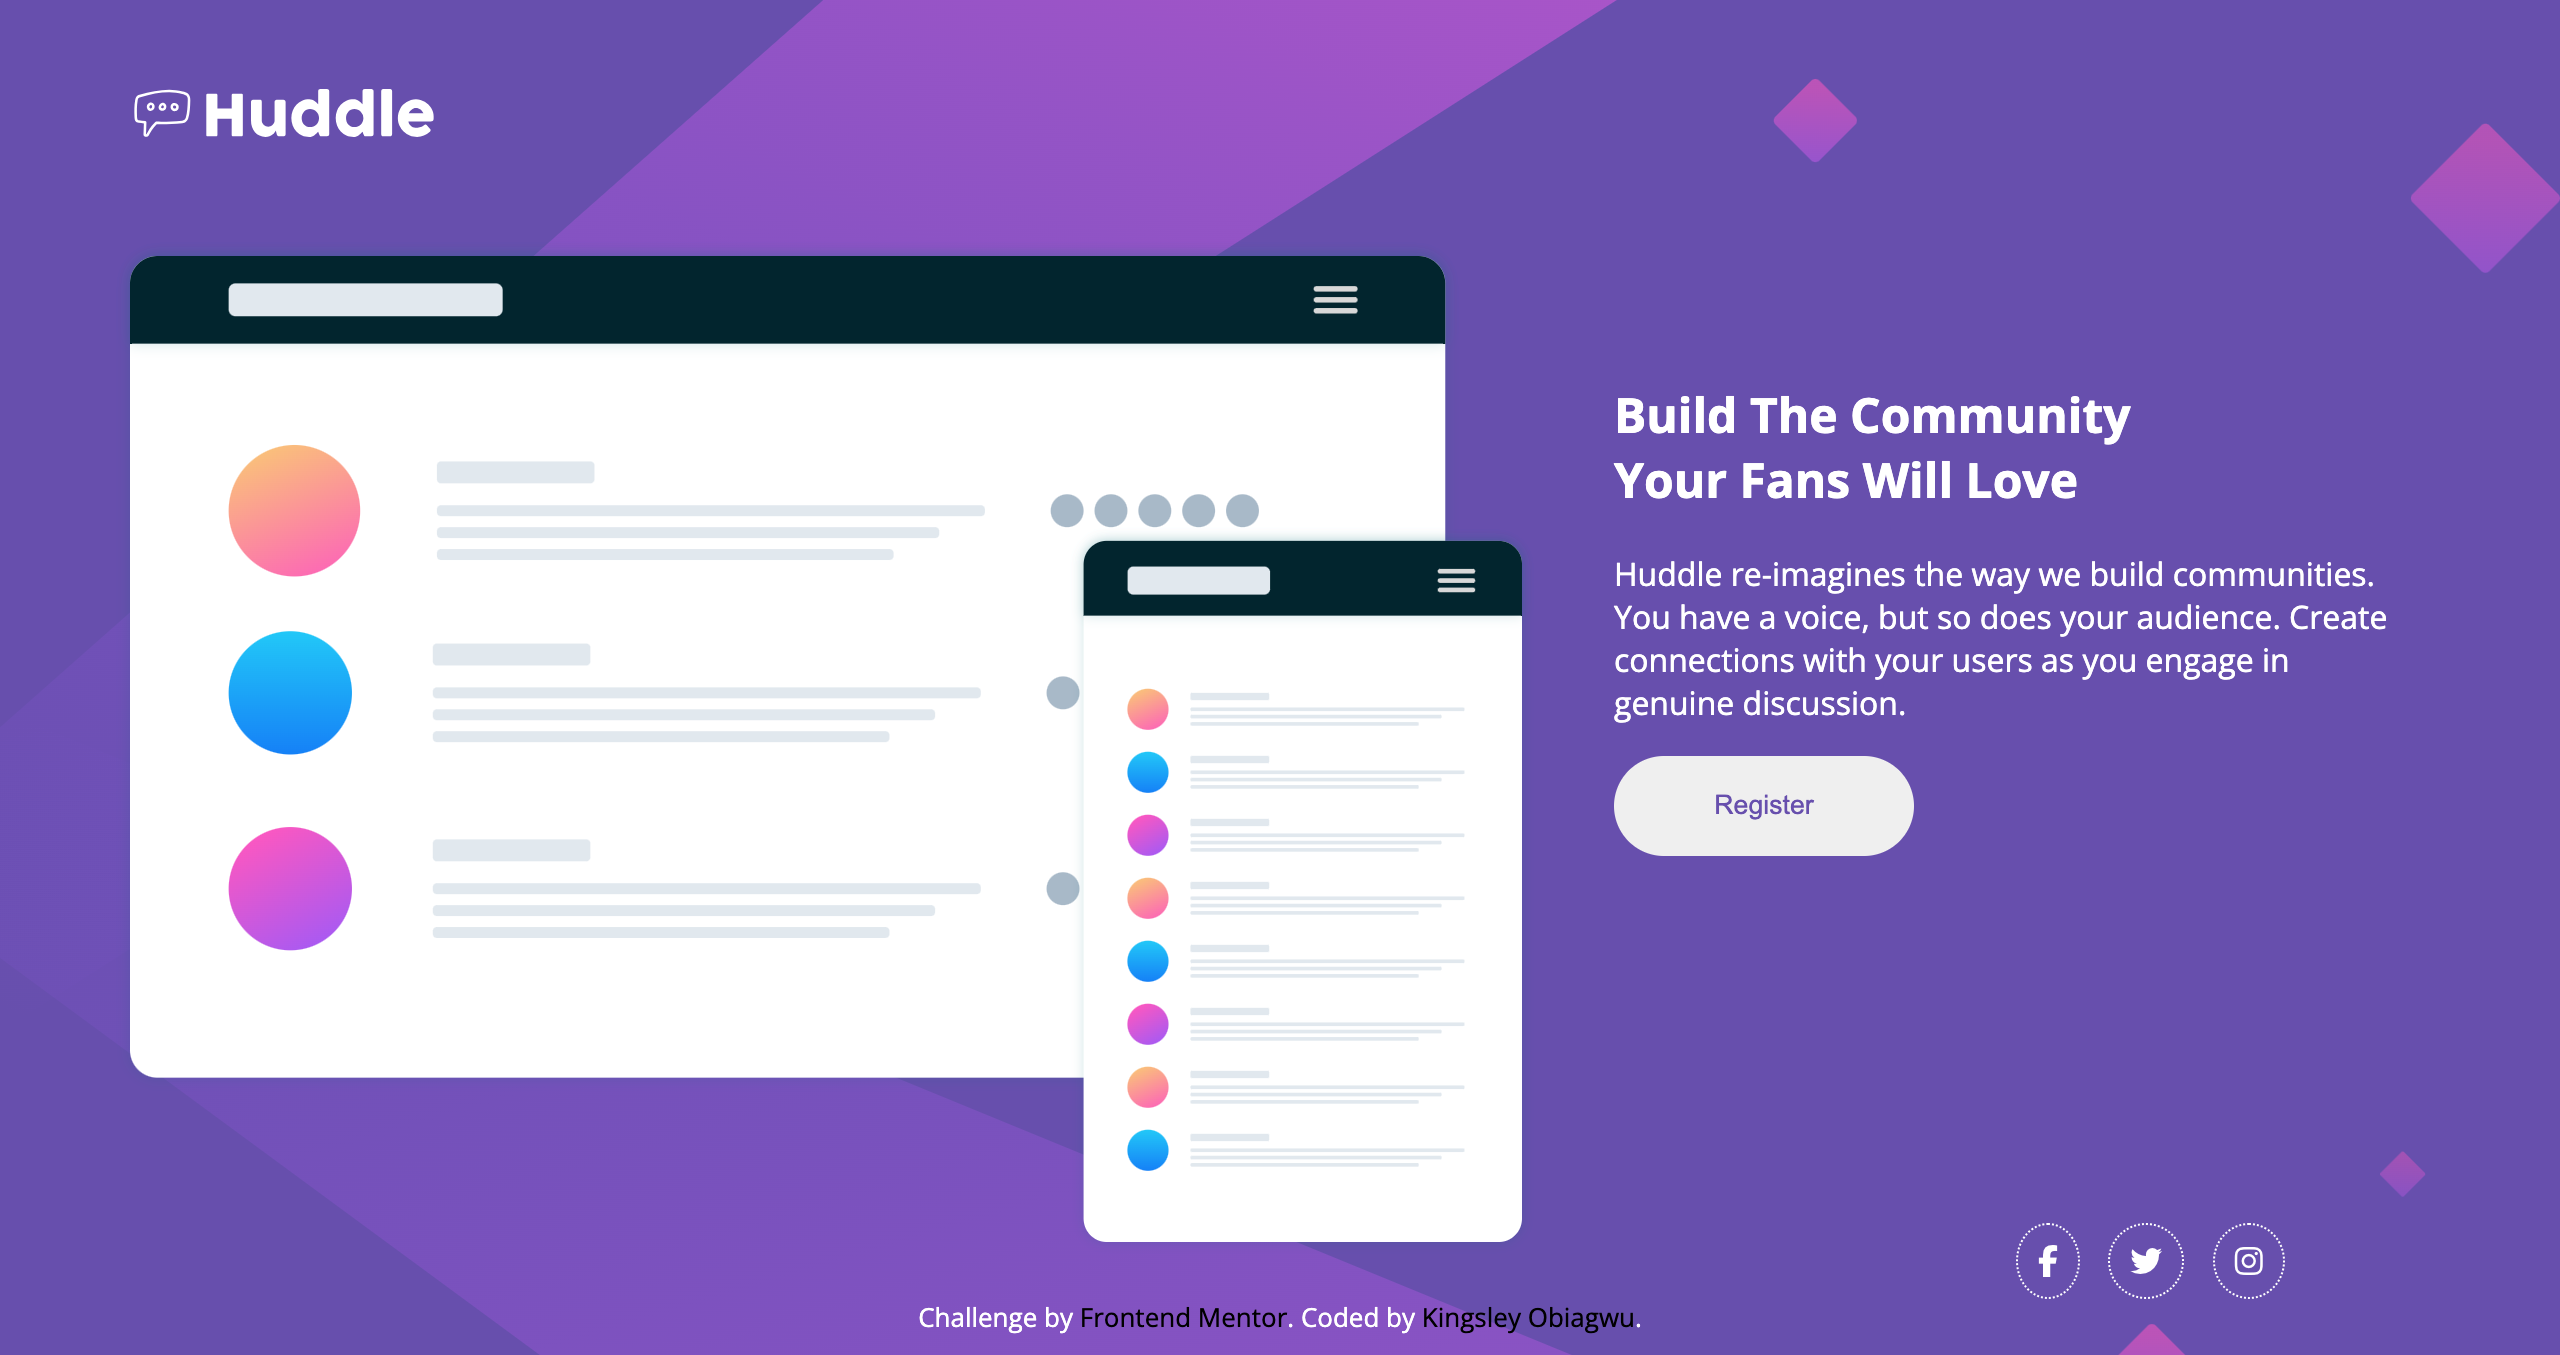 Huddle
Build The Community
Your Fans Will Love
Huddle re-imagines the way we build communities.
You have a voice, but so does your audience. Create
connections with your users as you engage in
genuine discussion.
Register
Challenge by Frontend Mentor. Coded by Kingsley Obiagwu.